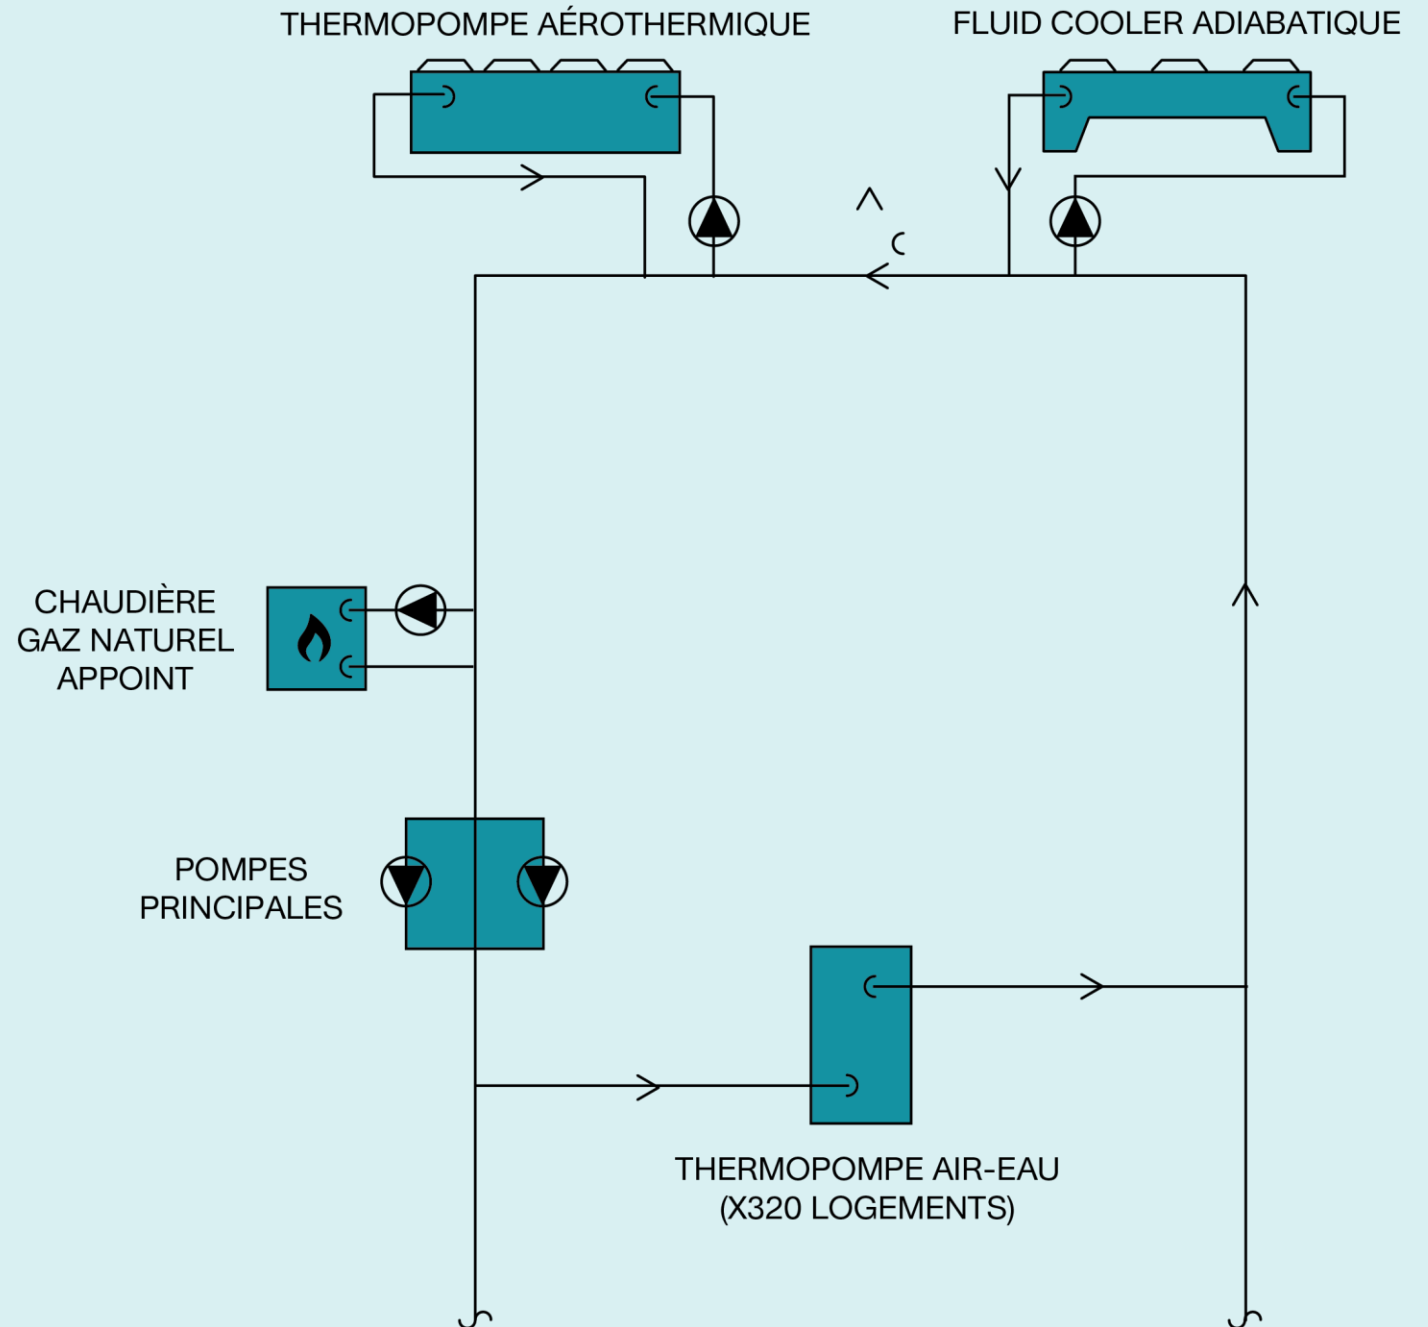 THERMOPOMPE AÉROTHERMIQUE
FLUID COOLER ADIABATIQUE
CHAUDIÈRE
GAZ NATUREL
APPOINT
POMPES
PRINCIPALES
THERMOPOMPE AIR-EAU
(X320 LOGEMENTS)